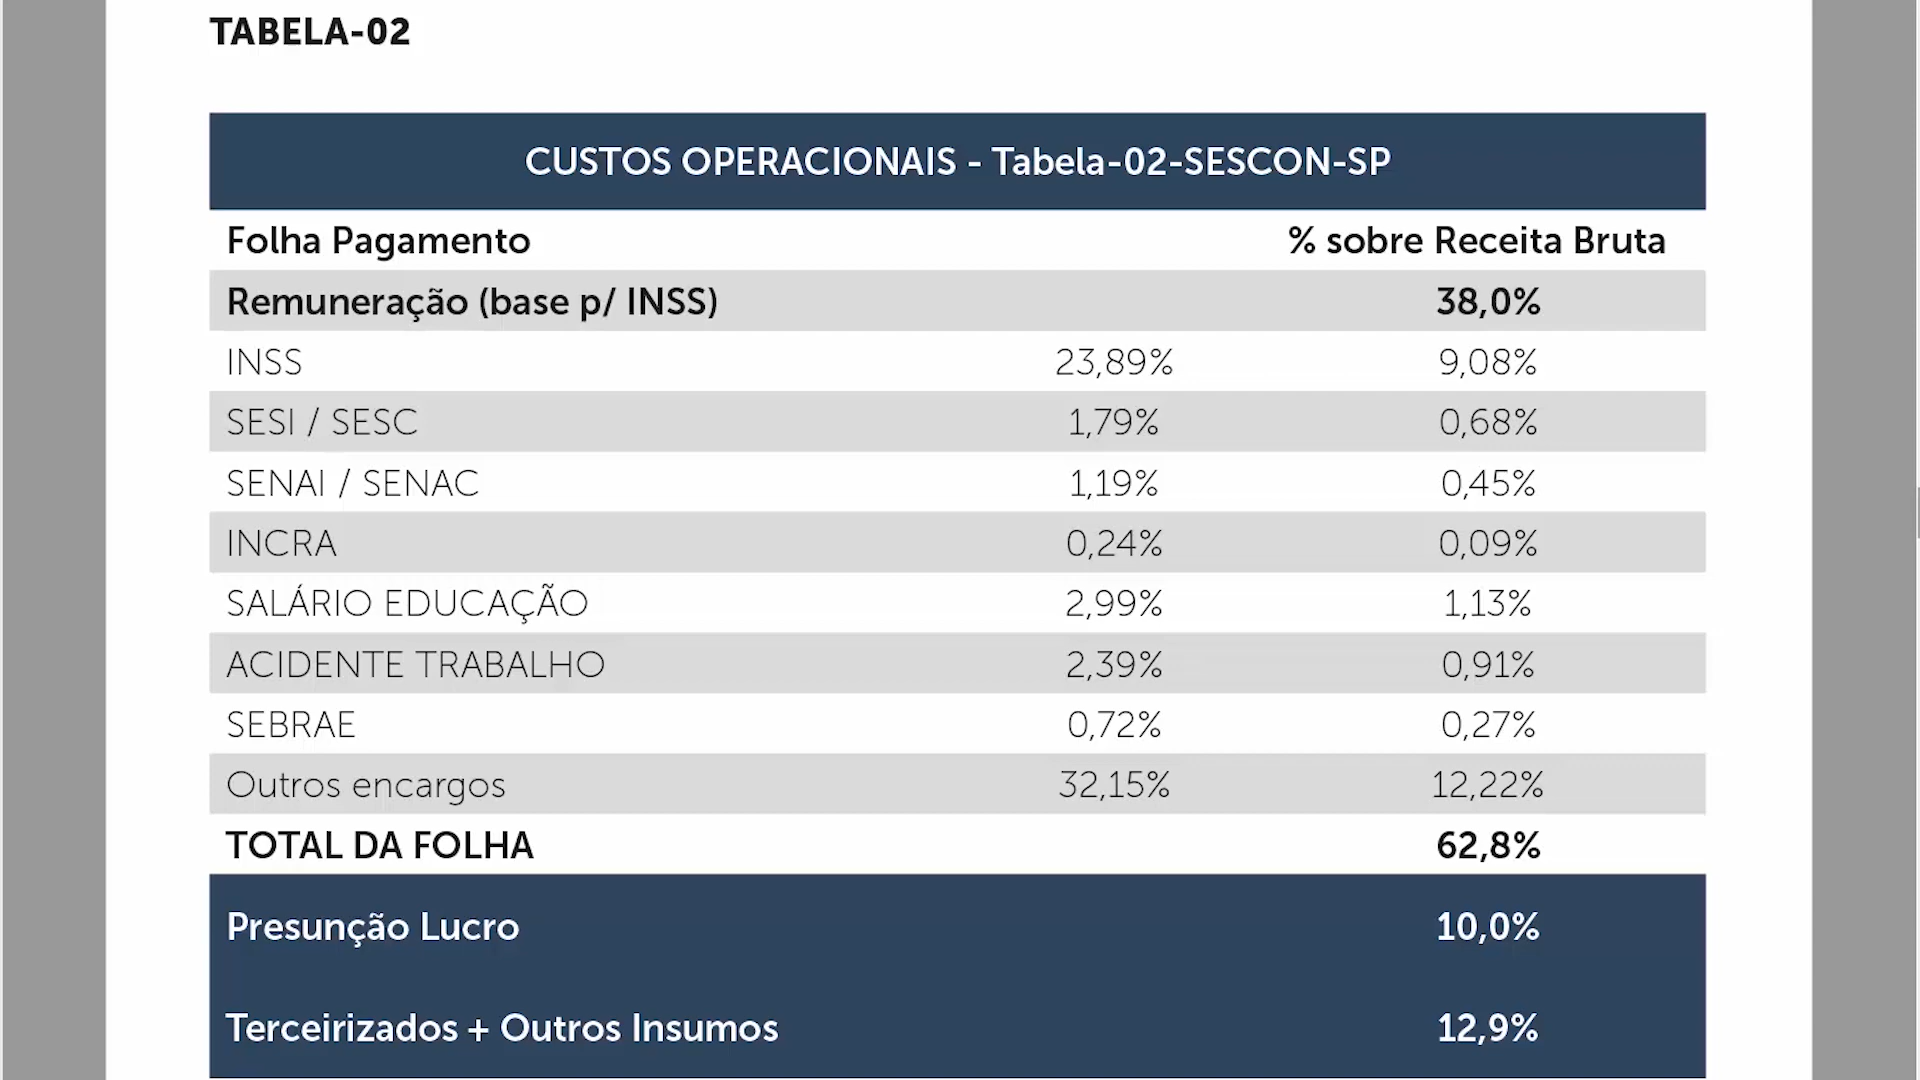 TABELA-02
CUSTOS OPERACIONAIS - Tabela-02-SESCON-SP
Folha Pagamento % sobre Receita Bruta
Remuneração (base p/ INSS) 38,0%
INSS 23,89% 9,08%
SESI / SESC 1,79% 0,68%
SENAI / SENAC 1,19% 0,45%
INCRA 0,24% 0,09%
SALÁRIO EDUCAÇÃO 2,99% 1,13%
ACIDENTE TRABALHO 2,39% 0,91%
SEBRAE 0,72% 0,27%
Outros encargos 32,15% 12,22%
TOTAL DA FOLHA 62,8%
Presunção Lucro 10,0%
Terceirizados + Outros Insumos 12,9%